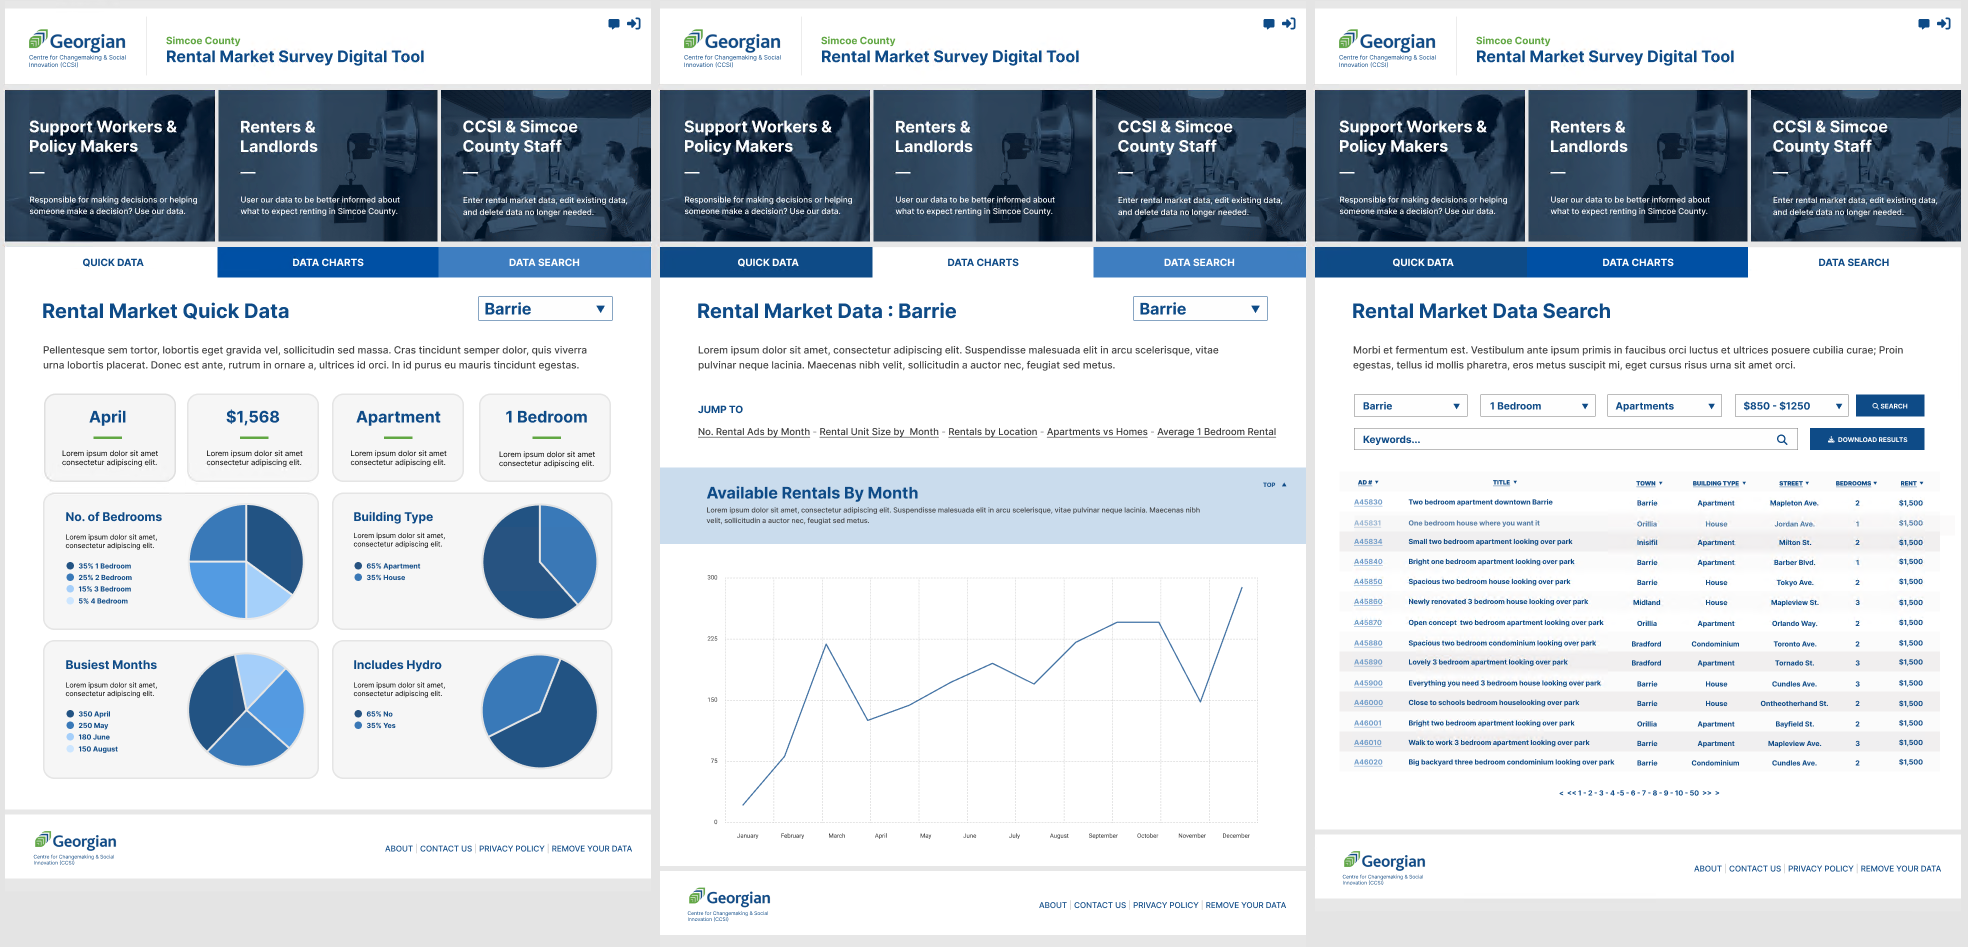 Georgian
Centre for Changemaking & Social
Innovation (CCSI)
Simcoe County
Rental Market Survey Digital Tool
Support Workers &
Policy Makers
Responsible for making decisions or helping
someone make a decision? Use our data.
Renters &
Landlords
User our data to be better informed about
what to expect renting in Simcoe County.
CCSI & Simcoe
County Staff
Enter rental market data, edit existing data,
and delete data no longer needed.
QUICK DATA
DATA CHARTS
DATA SEARCH
Rental Market Quick Data
Barrie
Pellentesque sem tortor, lobortis eget gravida vel, sollicitudin sed massa. Cras tincidunt semper dolor, quis viverra
urna lobortis placerat. Donec est ante, rutrum in ornare a, ultrices id orci. In id purus eu mauris tincidunt egestas.
April
Lorem ipsum dolor sit amet
consectetur adipiscing elit.
$1,568
Lorem ipsum dolor sit amet
consectetur adipiscing elit.
Apartment
Lorem ipsum dolor sit amet
consectetur adipiscing elit.
1 Bedroom
Lorem ipsum dolor sit amet
consectetur adipiscing elit.
No. of Bedrooms
Lorem ipsum dolor sit amet,
consectetur adipiscing elit.
35% 1 Bedroom
25% 2 Bedroom
15% 3 Bedroom
5% 4 Bedroom
Building Type
Lorem ipsum dolor sit amet,
consectetur adipiscing elit.
65% Apartment
35% House
Busiest Months
Lorem ipsum dolor sit amet,
consectetur adipiscing elit.
350 April
250 May
180 June
150 August
Includes Hydro
Lorem ipsum dolor sit amet,
consectetur adipiscing elit.
65% No
35% Yes
Georgian
Centre for Changemaking & Social
Innovation (CCSI)
ABOUT | CONTACT US | PRIVACY POLICY | REMOVE YOUR DATA
Georgian
Centre for Changemaking & Social
Innovation (CCSI)
Simcoe County
Rental Market Survey Digital Tool
Support Workers &
Policy Makers
Responsible for making decisions or helping
someone make a decision? Use our data.
Renters &
Landlords
User our data to be better informed about
what to expect renting in Simcoe County.
CCSI & Simcoe
County Staff
Enter rental market data, edit existing data,
and delete data no longer needed.
QUICK DATA
DATA CHARTS
DATA SEARCH
Rental Market Data : Barrie
Barrie
Lorem ipsum dolor sit amet, consectetur adipiscing elit. Suspendisse malesuada elit in arcu scelerisque, vitae
pulvinar neque lacinia. Maecenas nibh velit, sollicitudin a auctor nec, feugiat sed metus.
JUMP TO
No. Rental Ads by Month - Rental Unit Size by Month - Rentals by Location - Apartments vs Homes - Average 1 Bedroom Rental
Available Rentals By Month
TOP
Lorem ipsum dolor sit amet, consectetur adipiscing elit. Suspendisse malesuada elit in arcu scelerisque, vitae pulvinar neque lacinia. Maecenas nibh
velit, sollicitudin a auctor nec, feugiat sed metus.
300
225
150
75
0
January February March April May June July August September October November December
Georgian
Centre for Changemaking & Social
Innovation (CCSI)
ABOUT | CONTACT US | PRIVACY POLICY | REMOVE YOUR DATA
Georgian
Centre for Changemaking & Social
Innovation (CCSI)
Simcoe County
Rental Market Survey Digital Tool
Support Workers &
Policy Makers
Responsible for making decisions or helping
someone make a decision? Use our data.
Renters &
Landlords
User our data to be better informed about
what to expect renting in Simcoe County.
CCSI & Simcoe
County Staff
Enter rental market data, edit existing data,
and delete data no longer needed.
QUICK DATA
DATA CHARTS
DATA SEARCH
Rental Market Data Search
Morbi et fermentum est. Vestibulum ante ipsum primis in faucibus orci luctus et ultrices posuere cubilia curae; Proin
egestas, tellus id mollis pharetra, eros metus suscipit mi, eget cursus risus urna sit amet orci.
Barrie
1 Bedroom
Apartments
$850 - $1250
SEARCH
Keywords...
DOWNLOAD RESULTS
AD # TITLE TOWN BUILDING TYPE STREET BEDROOMS RENT
A45830 Two bedroom apartment downtown Barrie Barrie Apartment Mapleton Ave. 2 $1,500
A45831 One bedroom house where you want it Orillia House Jordan Ave. 1 $1,500
A45834 Small two bedroom apartment looking over park Inisifil Apartment Milton St. 2 $1,500
A45840 Bright one bedroom apartment looking over park Barrie Apartment Barber Blvd. 1 $1,500
A45850 Spacious two bedroom house looking over park Barrie House Tokyo Ave. 2 $1,500
A45860 Newly renovated 3 bedroom house looking over park Midland House Mapleview St. 3 $1,500
A45870 Open concept two bedroom apartment looking over park Orillia Apartment Orlando Way. 2 $1,500
A45880 Spacious two bedroom condominium looking over park Bradford Condominium Toronto Ave. 2 $1,500
A45890 Lovely 3 bedroom apartment looking over park Bradford Apartment Tornado St. 3 $1,500
A45900 Everything you need 3 bedroom house looking over park Barrie House Cundles Ave. 3 $1,500
A46000 Close to schools bedroom houselooking over park Barrie House Ontheotherhand St. 2 $1,500
A46001 Bright two bedroom apartment looking over park Orillia Apartment Bayfield St. 2 $1,500
A46010 Walk to work 3 bedroom apartment looking over park Barrie Apartment Mapleview Ave. 3 $1,500
A46020 Big backyard three bedroom condominium looking over park Barrie Condominium Cundles Ave. 2 $1,500
< << 1 - 2 - 3 - 4 -5 - 6 - 7 - 8 - 9 - 10 - 50 >> >
Georgian
Centre for Changemaking & Social
Innovation (CCSI)
ABOUT | CONTACT US | PRIVACY POLICY | REMOVE YOUR DATA